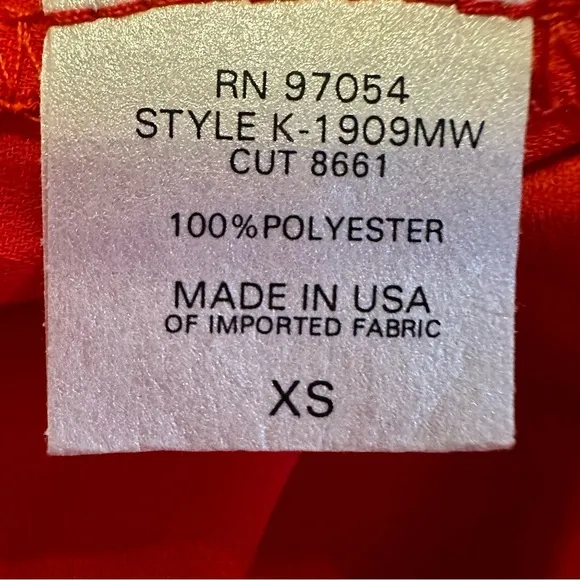 RN 97054
STYLE K-1909MW
CUT 8661
100%POLYESTER
MADE IN USA
OF IMPORTED FABRIC
XS